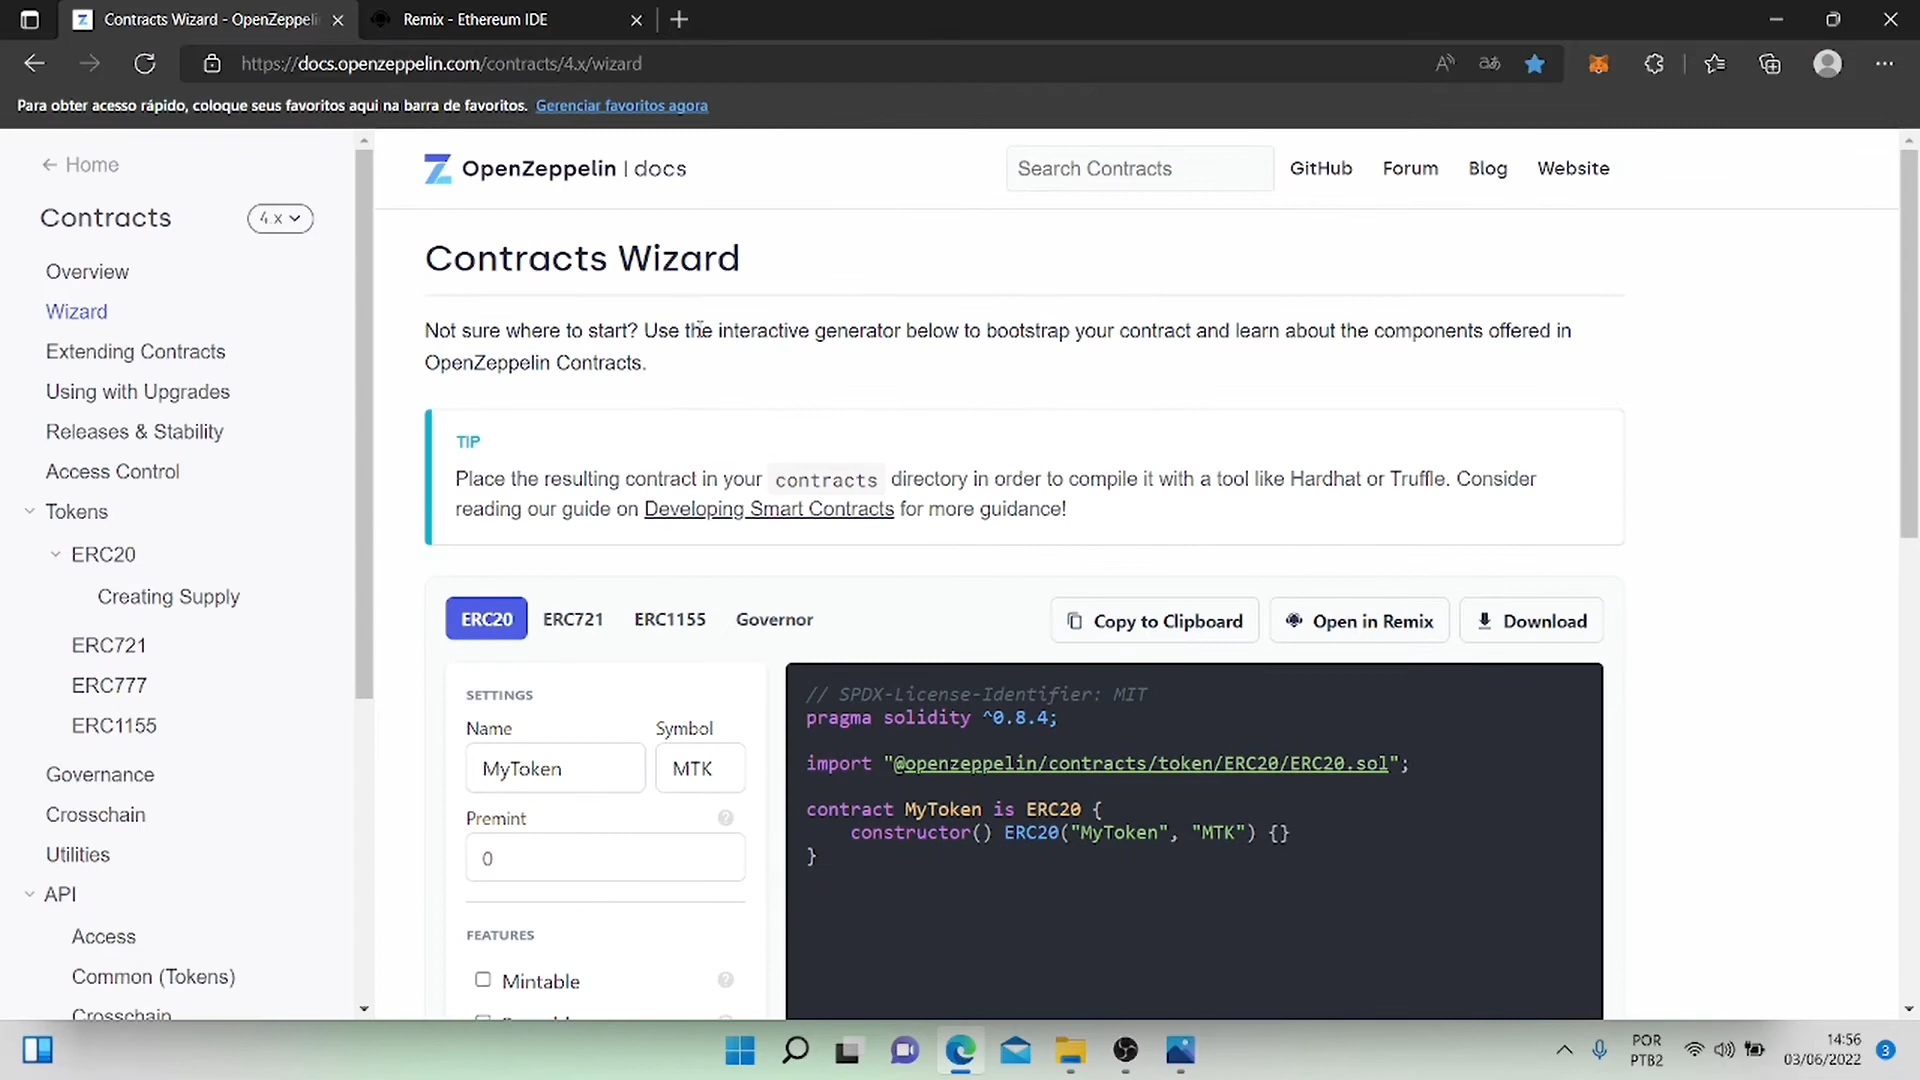 Contracts Wizard - OpenZeppeli
Remix - Ethereum IDE
https://docs.openzeppelin.com/contracts/4.x/wizard
Para obter acesso rápido, coloque seus favoritos aqui na barra de favoritos. Gerenciar favoritos agora
← Home
Contracts
4.x
Overview
Wizard
Extending Contracts
Using with Upgrades
Releases & Stability
Access Control
Tokens
ERC20
Creating Supply
ERC721
ERC777
ERC1155
Governance
Crosschain
Utilities
API
Access
Common (Tokens)
Crosschain
OpenZeppelin | docs
Search Contracts
GitHub
Forum
Blog
Website
Contracts Wizard
Not sure where to start? Use the interactive generator below to bootstrap your contract and learn about the components offered in
OpenZeppelin Contracts.
TIP
Place the resulting contract in your contracts directory in order to compile it with a tool like Hardhat or Truffle. Consider
reading our guide on Developing Smart Contracts for more guidance!
ERC20
ERC721
ERC1155
Governor
Copy to Clipboard
Open in Remix
Download
SETTINGS
Name
Symbol
MyToken
MTK
Premint
?
0
FEATURES
Mintable
?
// SPDX-License-Identifier: MIT
pragma solidity ^0.8.4;
import "@openzeppelin/contracts/token/ERC20/ERC20.sol";
contract MyToken is ERC20 {
constructor() ERC20("MyToken", "MTK") {}
}
POR
PTB2
14:56
03/06/2022
3